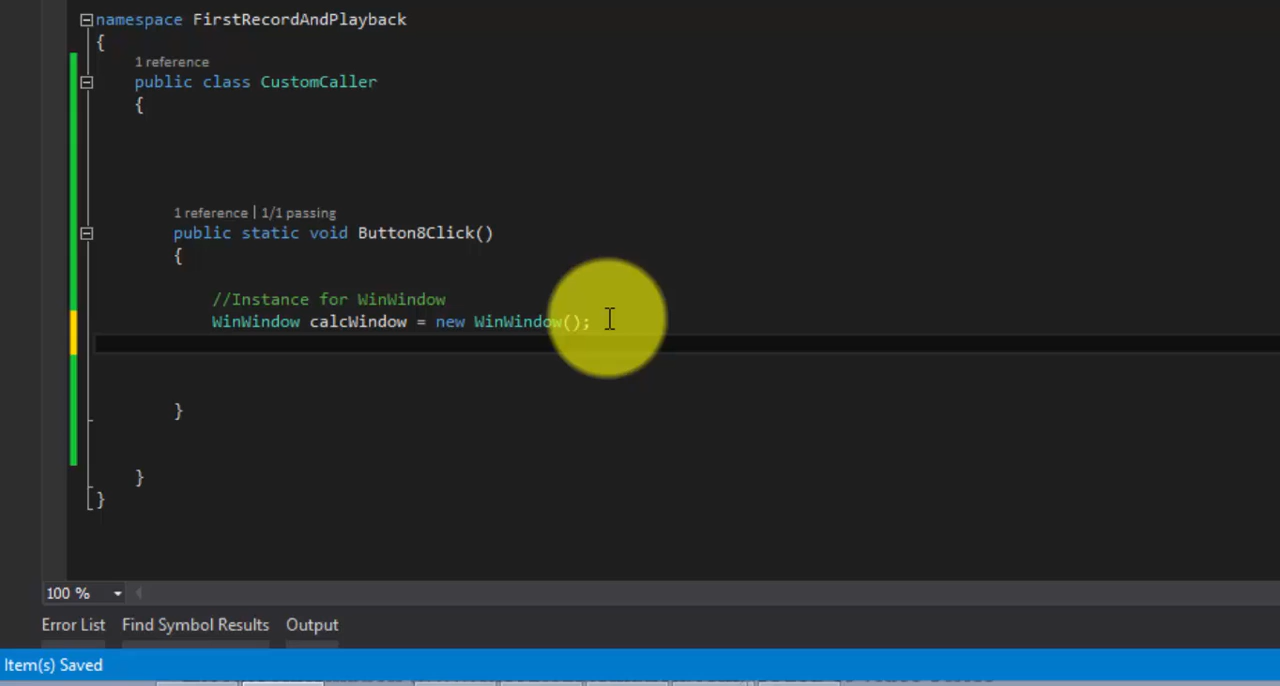 namespace FirstRecordAndPlayback
{
1 reference
public class CustomCaller
{
1 reference | 1/1 passing
public static void Button8Click()
{
//Instance for WinWindow
WinWindow calcWindow = new WinWindow();
}
}
}
100 %
Error List Find Symbol Results Output
Item(s) Saved